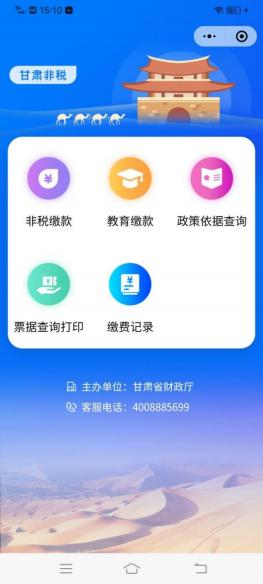 15:10
甘肃非税
非税缴款
教育缴款
政策依据查询
票据查询打印
缴费记录
主办单位：甘肃省财政厅
客服电话：4008885699